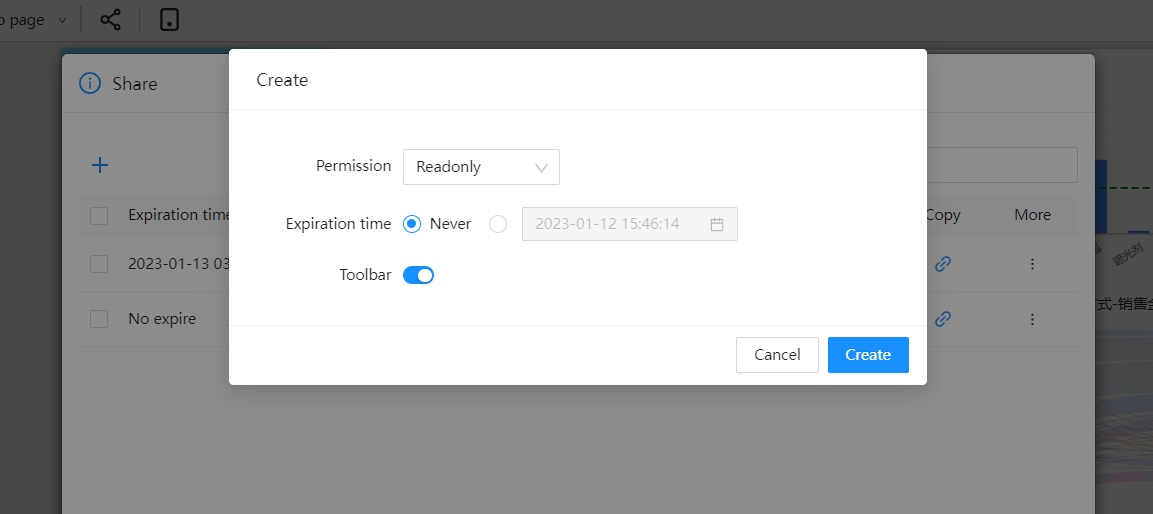 page
Share
Create
Permission
Readonly
Expiration time
Never
2023-01-12 15:46:14
Toolbar
Cancel
Create
Expiration time
Copy
More
2023-01-13 03
No expire
遮光剂
式-销售金